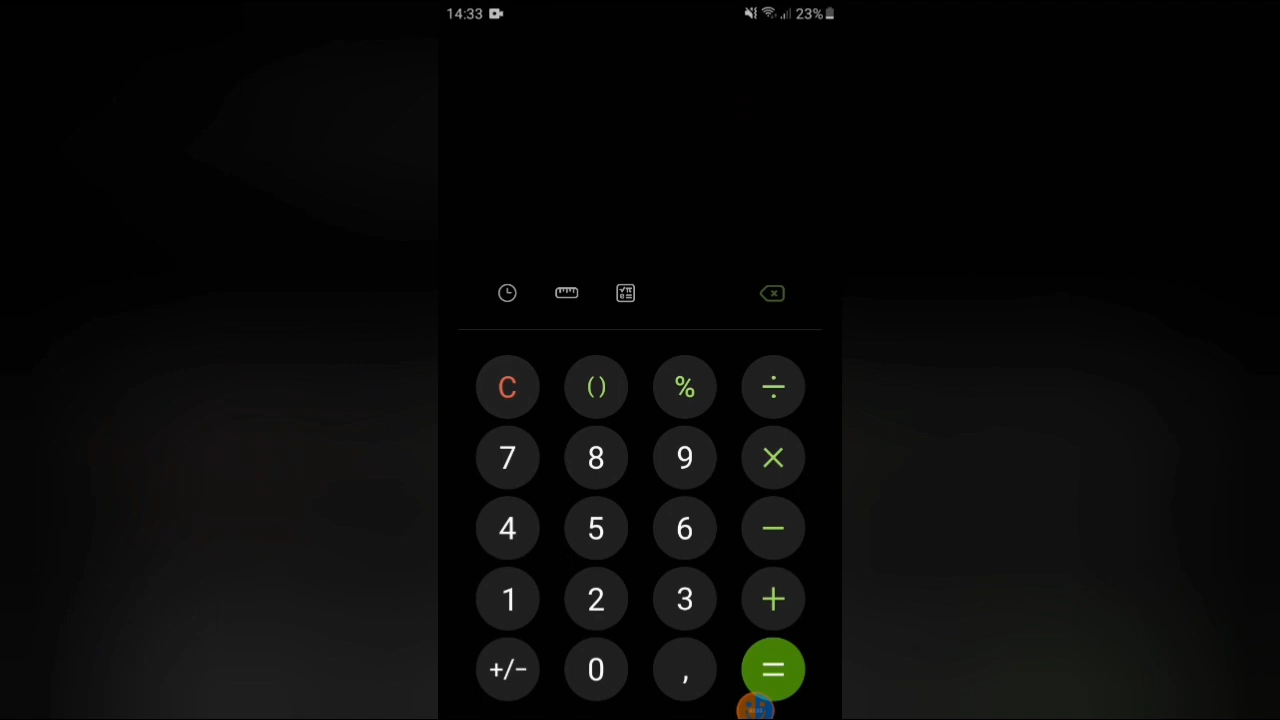 14:33 23%
C () % ÷
7 8 9 ×
4 5 6 −
1 2 3 +
+/− 0 , =